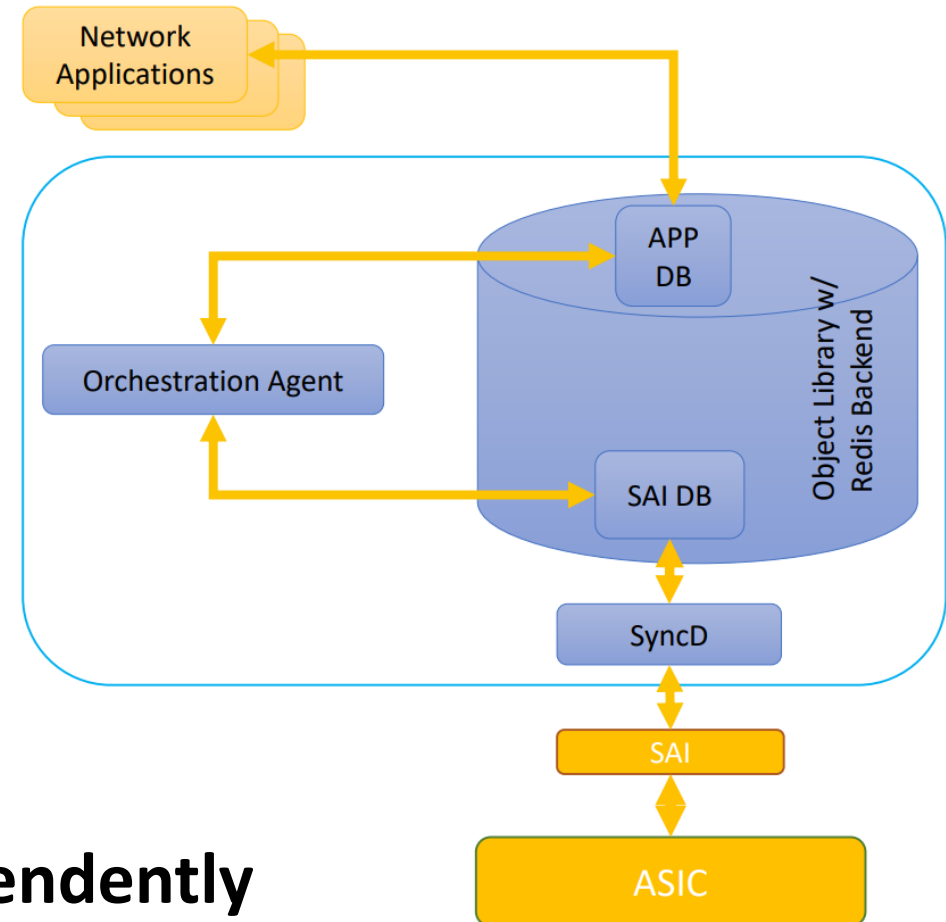 Network
Applications
APP
DB
Object Library w/
Redis Backend
Orchestration Agent
SAI DB
SyncD
SAI
ASIC
endently